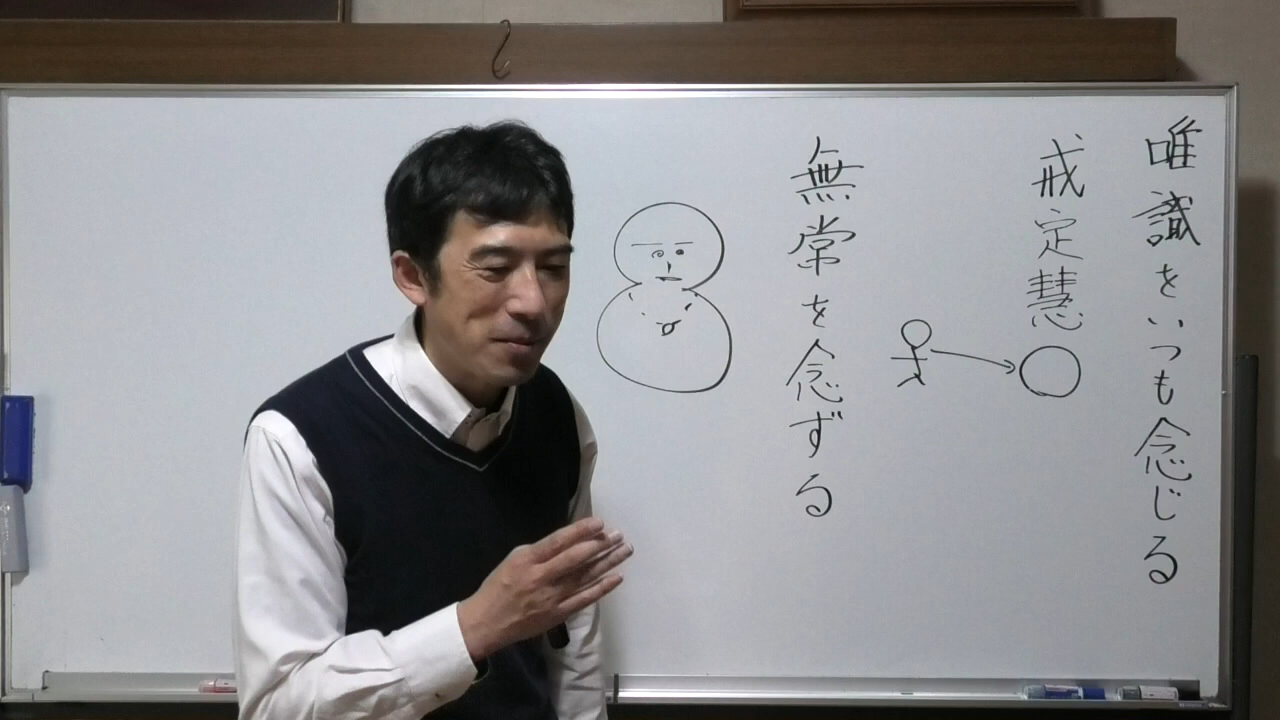 唯識をいつも念じる
戒定慧
無常を念ずる